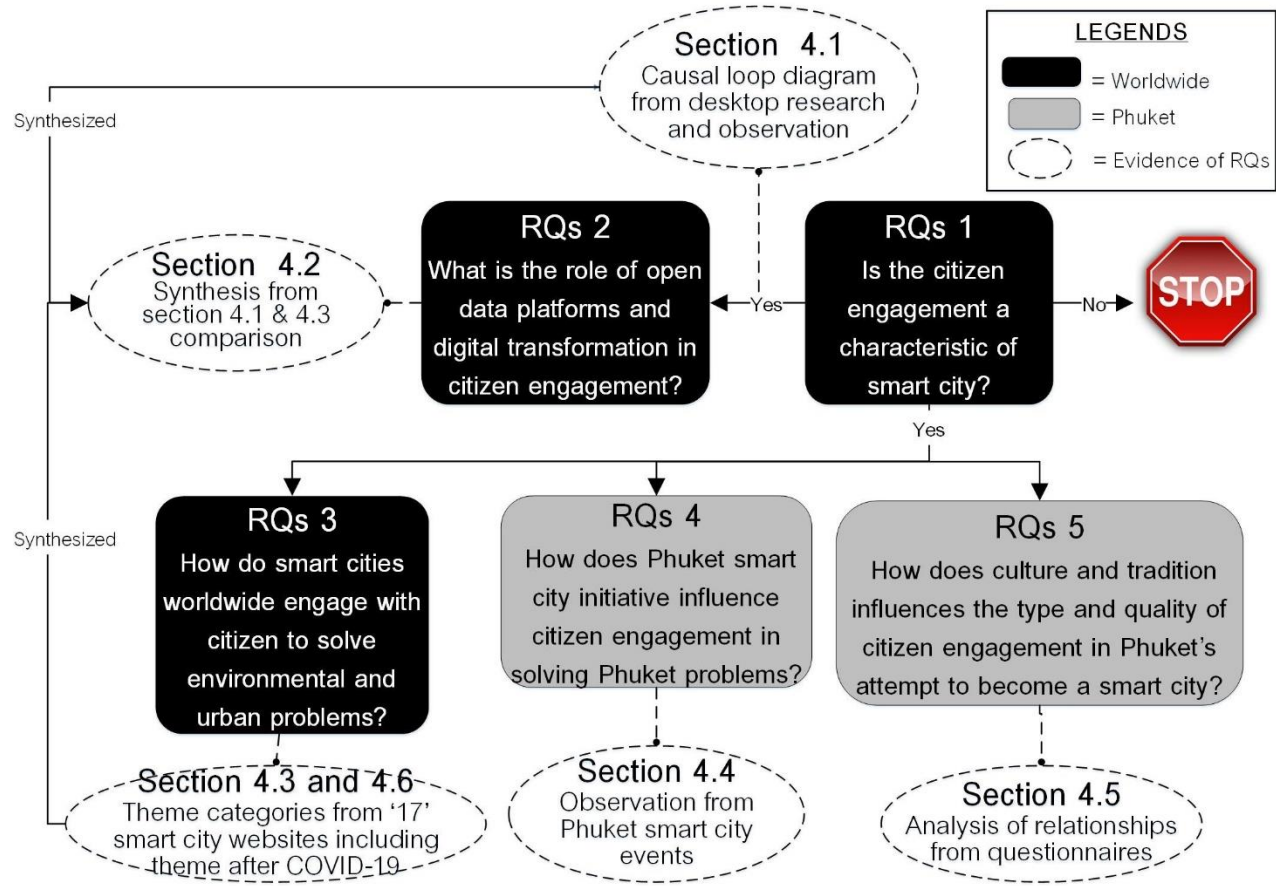 Section 4.1
Causal loop diagram
from desktop research
and observation
LEGENDS
= Worldwide
= Phuket
= Evidence of RQs
Synthesized
Section 4.2
Synthesis from
section 4.1 & 4.3
comparison
RQs 2
What is the role of open
data platforms and
digital transformation in
citizen engagement?
Yes
RQs 1
Is the citizen
engagement a
characteristic of
smart city?
No
STOP
Yes
Synthesized
RQs 3
How do smart cities
worldwide engage with
citizen to solve
environmental and
urban problems?
RQs 4
How does Phuket smart
city initiative influence
citizen engagement in
solving Phuket problems?
RQs 5
How does culture and tradition
influences the type and quality of
citizen engagement in Phuket’s
attempt to become a smart city?
Section 4.3 and 4.6
Theme categories from ‘17’
smart city websites including
theme after COVID-19
Section 4.4
Observation from
Phuket smart city
events
Section 4.5
Analysis of relationships
from questionnaires